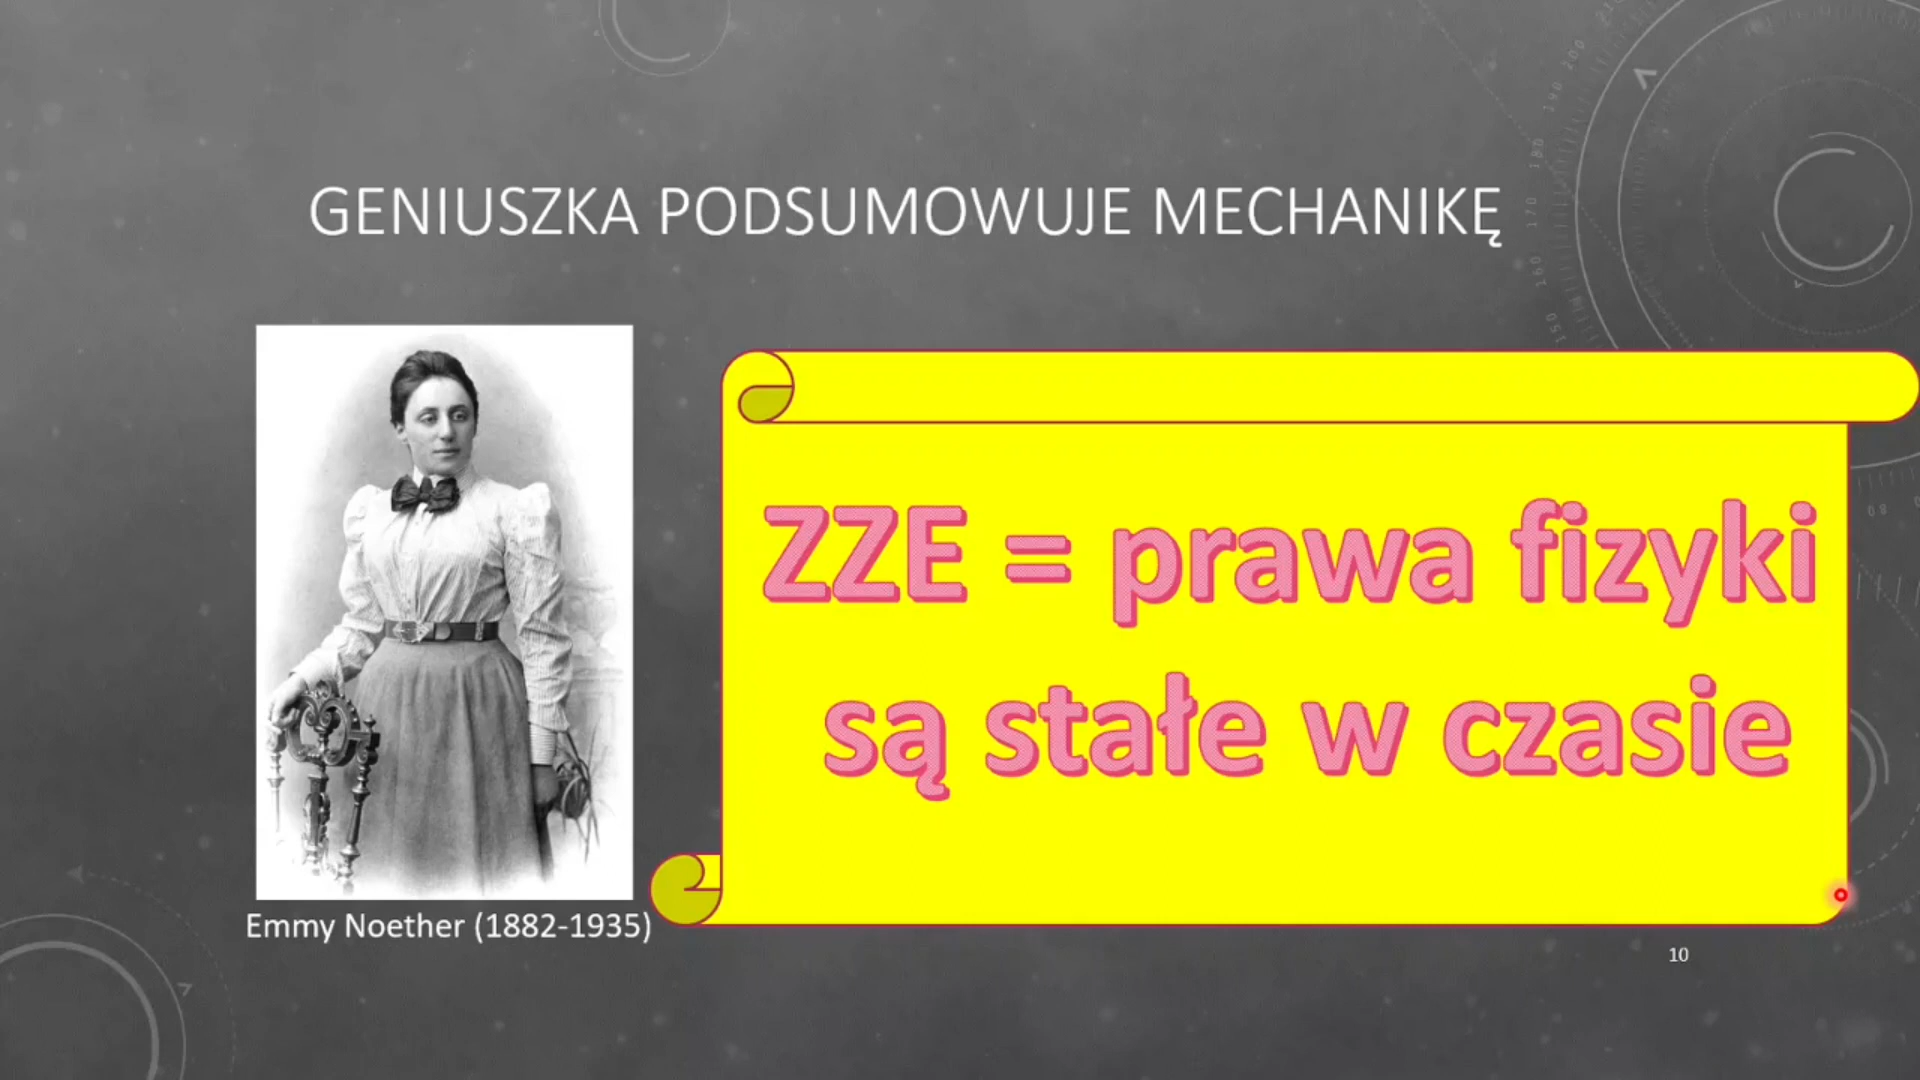 GENIUSZKA PODSUMOWUJE MECHANIKĘ
ZZE = prawa fizyki
są stałe w czasie
Emmy Noether (1882-1935)
10